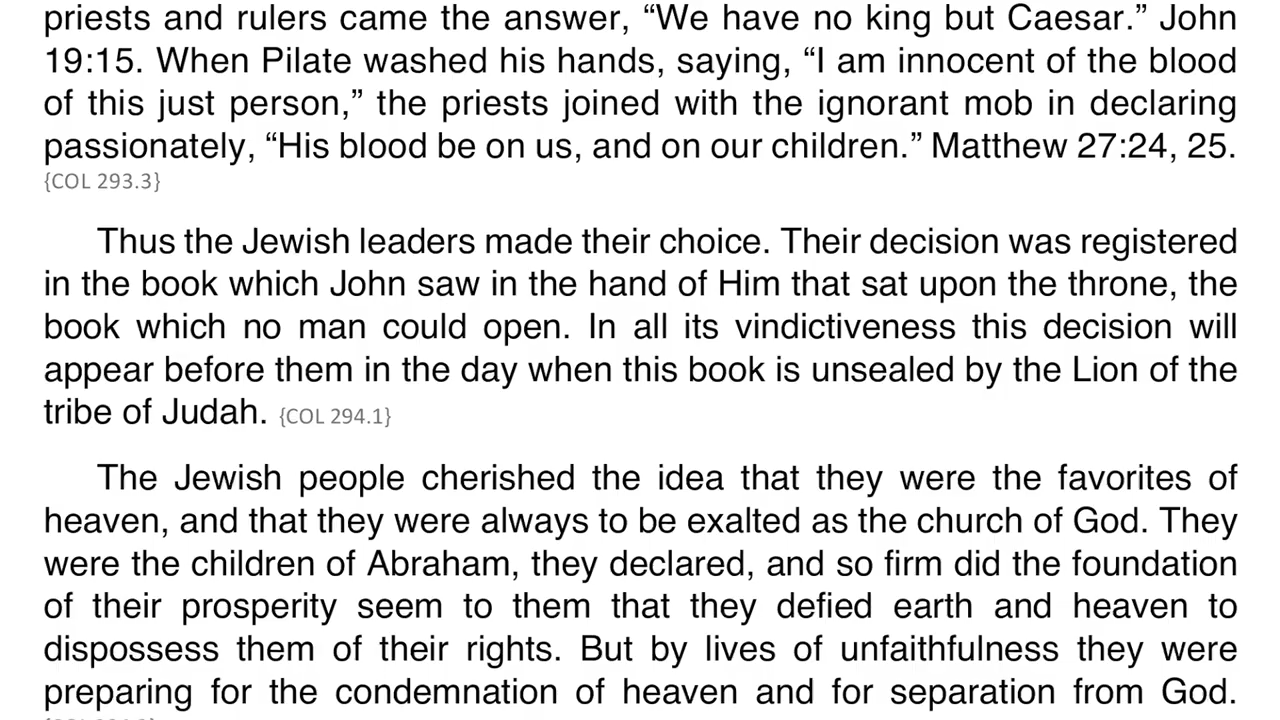 priests and rulers came the answer, “We have no king but Caesar.” John
19:15. When Pilate washed his hands, saying, “I am innocent of the blood
of this just person,” the priests joined with the ignorant mob in declaring
passionately, “His blood be on us, and on our children.” Matthew 27:24, 25.
{COL 293.3}
Thus the Jewish leaders made their choice. Their decision was registered
in the book which John saw in the hand of Him that sat upon the throne, the
book which no man could open. In all its vindictiveness this decision will
appear before them in the day when this book is unsealed by the Lion of the
tribe of Judah. {COL 294.1}
The Jewish people cherished the idea that they were the favorites of
heaven, and that they were always to be exalted as the church of God. They
were the children of Abraham, they declared, and so firm did the foundation
of their prosperity seem to them that they defied earth and heaven to
dispossess them of their rights. But by lives of unfaithfulness they were
preparing for the condemnation of heaven and for separation from God.